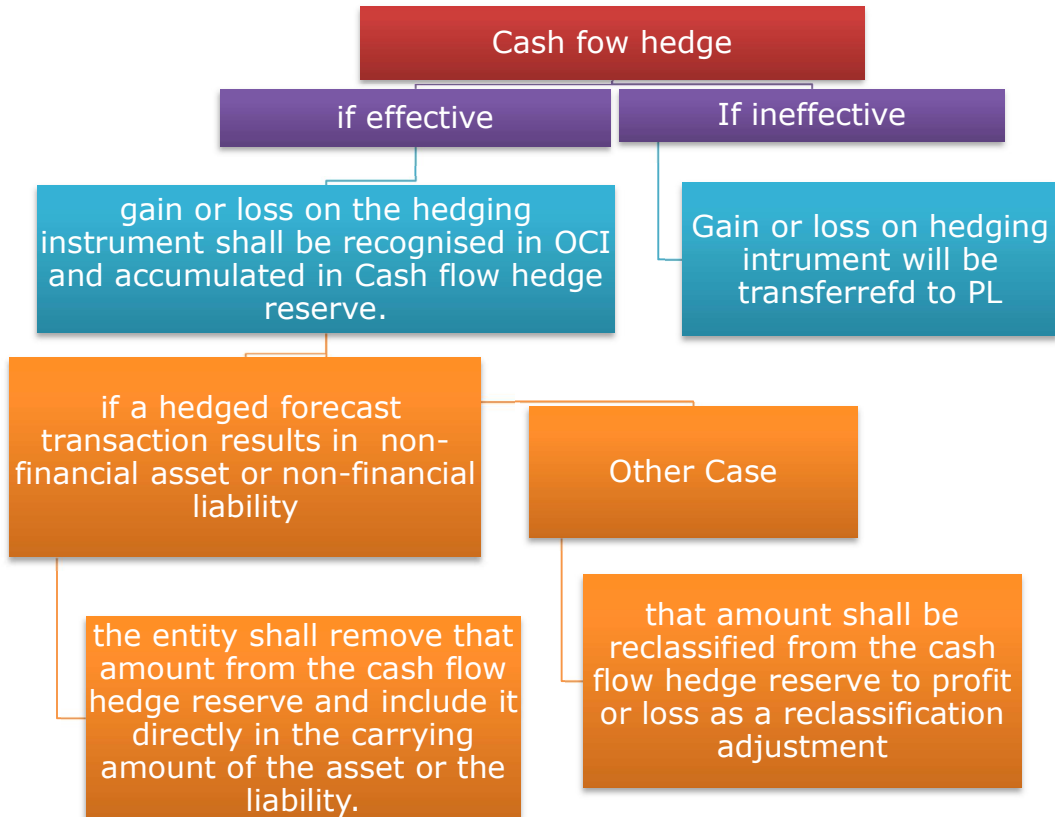 Cash fow hedge
if effective
If ineffective
gain or loss on the hedging
instrument shall be recognised in OCI
and accumulated in Cash flow hedge
reserve.
Gain or loss on hedging
intrument will be
transferrefd to PL
if a hedged forecast
transaction results in non-
financial asset or non-financial
liability
Other Case
the entity shall remove that
amount from the cash flow
hedge reserve and include it
directly in the carrying
amount of the asset or the
liability.
that amount shall be
reclassified from the cash
flow hedge reserve to profit
or loss as a reclassification
adjustment